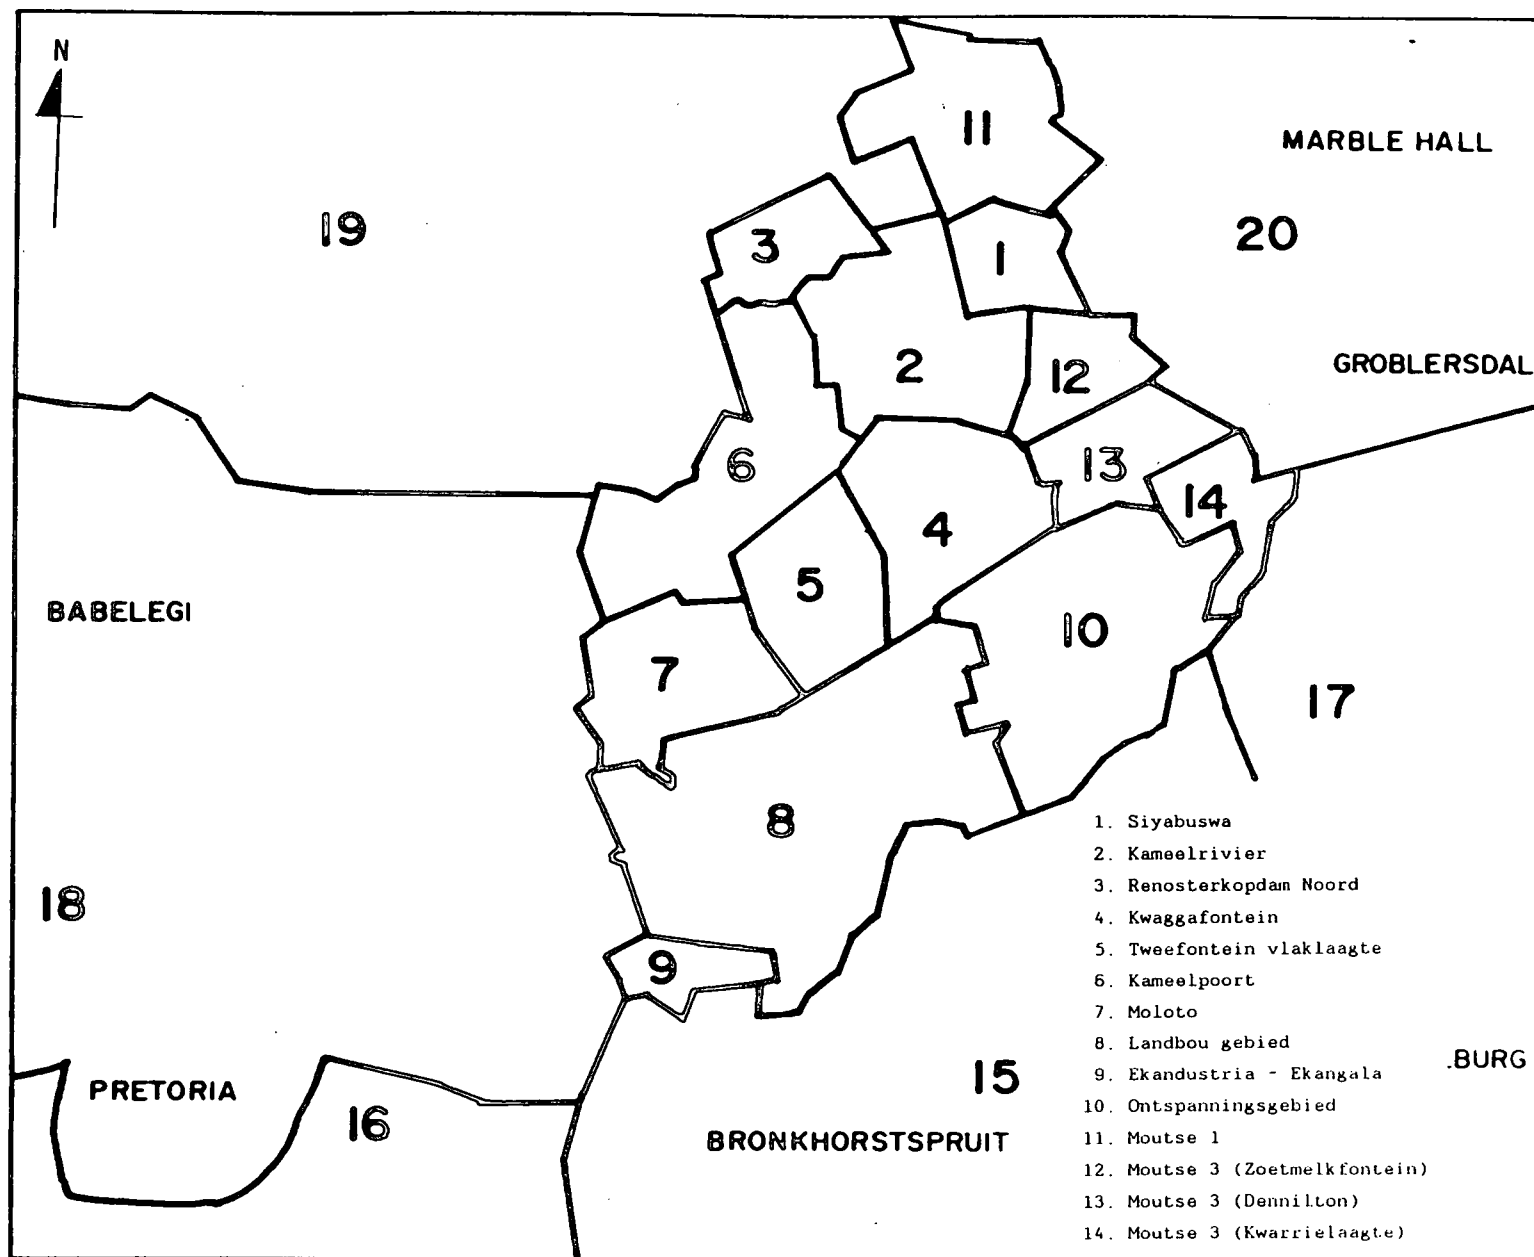 N
11
MARBLE HALL
19
3
1
20
2
12
GROBLERSDAL
6
13
14
4
5
BABELEGI
10
7
17
8
1. Siyabuswa
2. Kameelrivier
3. Renosterkopdam Noord
18
4. Kwaggafontein
5. Tweefontein vlaklaagte
9
6. Kameelpoort
7. Moloto
8. Landbou gebied
PRETORIA
15
.BURG
9. Ekandustria - Ekangala
10. Ontspanningsgebied
16
BRONKHORSTSPRUIT
11. Moutse 1
12. Moutse 3 (Zoetmelkfontein)
13. Moutse 3 (Dennilton)
14. Moutse 3 (Kwarrielaagte)